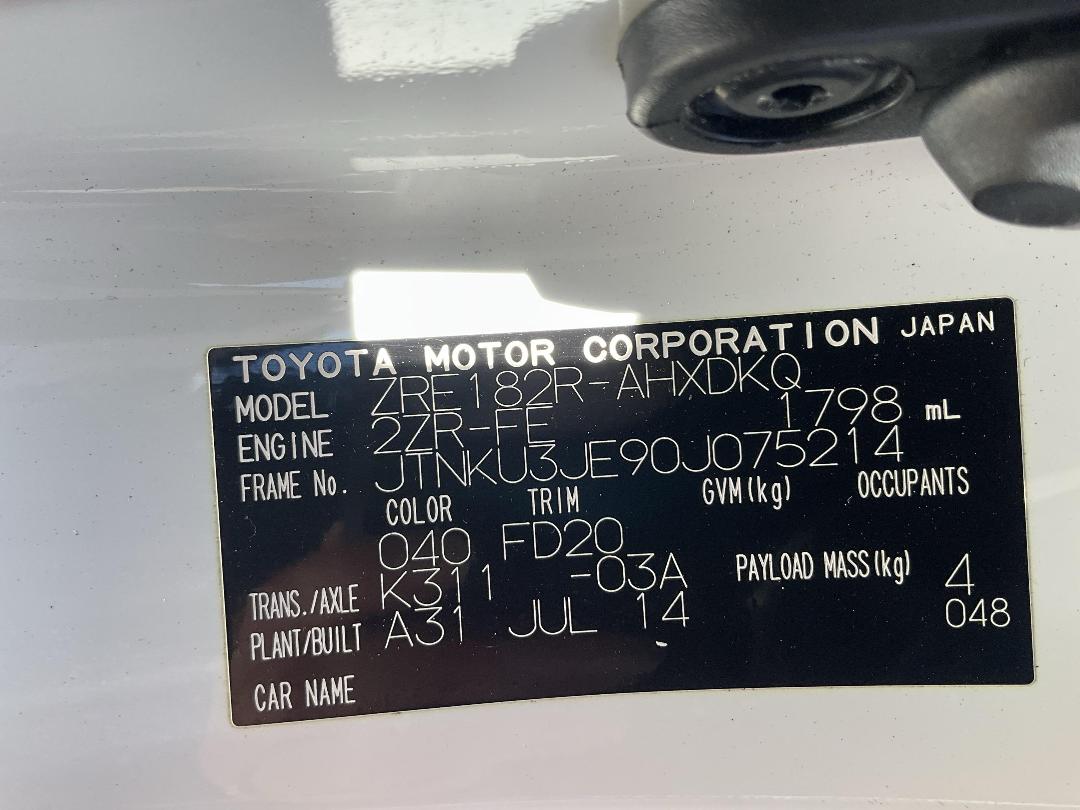 TOYOTA MOTOR CORPORATION JAPAN
MODEL ZRE182R-AHXDKQ
ENGINE 2ZR-FE 1798 mL
FRAME No. JTNKU3JE90J075214
COLOR TRIM GVM(kg) OCCUPANTS
040 FD20
TRANS./AXLE K311 -03A PAYLOAD MASS(kg) 4
PLANT/BUILT A31 JUL 14 048
CAR NAME